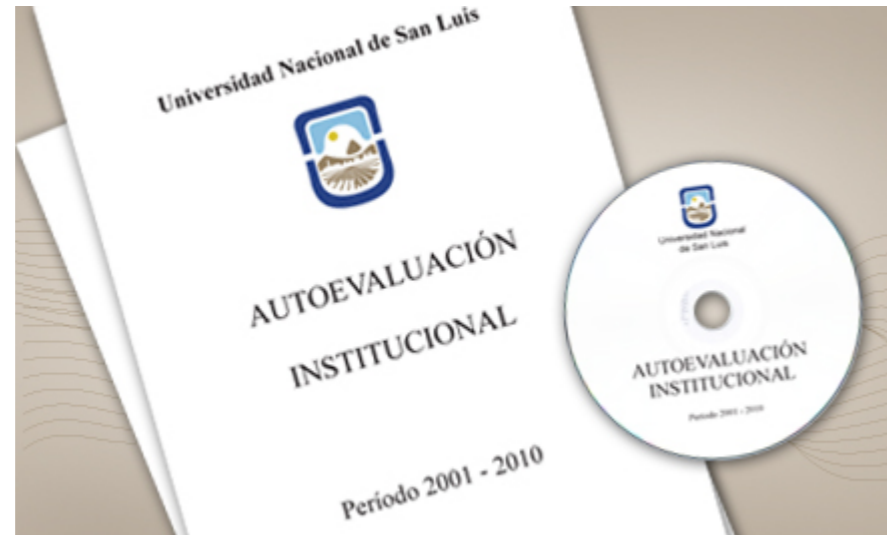 Universidad Nacional de San Luis
AUTOEVALUACIÓN
INSTITUCIONAL
Período 2001 - 2010
Universidad Nacional
de San Luis
AUTOEVALUACIÓN
INSTITUCIONAL
Período 2001 - 2010